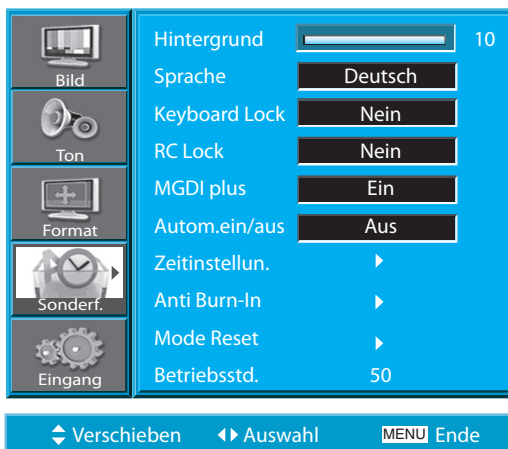 Bild
Ton
Format
Sonderf.
Eingang
Hintergrund 10
Sprache Deutsch
Keyboard Lock Nein
RC Lock Nein
MGDI plus Ein
Autom.ein/aus Aus
Zeitinstellun.
Anti Burn-In
Mode Reset
Betriebsstd. 50
Verschieben Auswahl MENU Ende